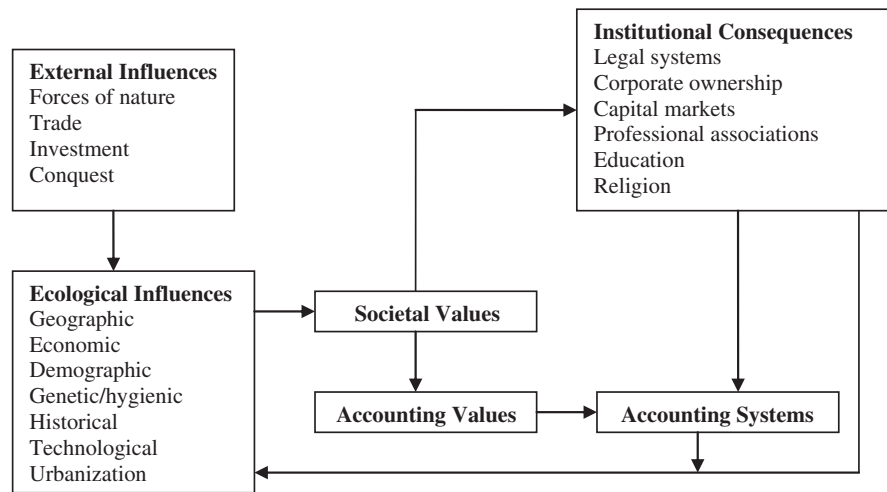 External Influences
Forces of nature
Trade
Investment
Conquest
Institutional Consequences
Legal systems
Corporate ownership
Capital markets
Professional associations
Education
Religion
Ecological Influences
Geographic
Economic
Demographic
Genetic/hygienic
Historical
Technological
Urbanization
Societal Values
Accounting Values
Accounting Systems